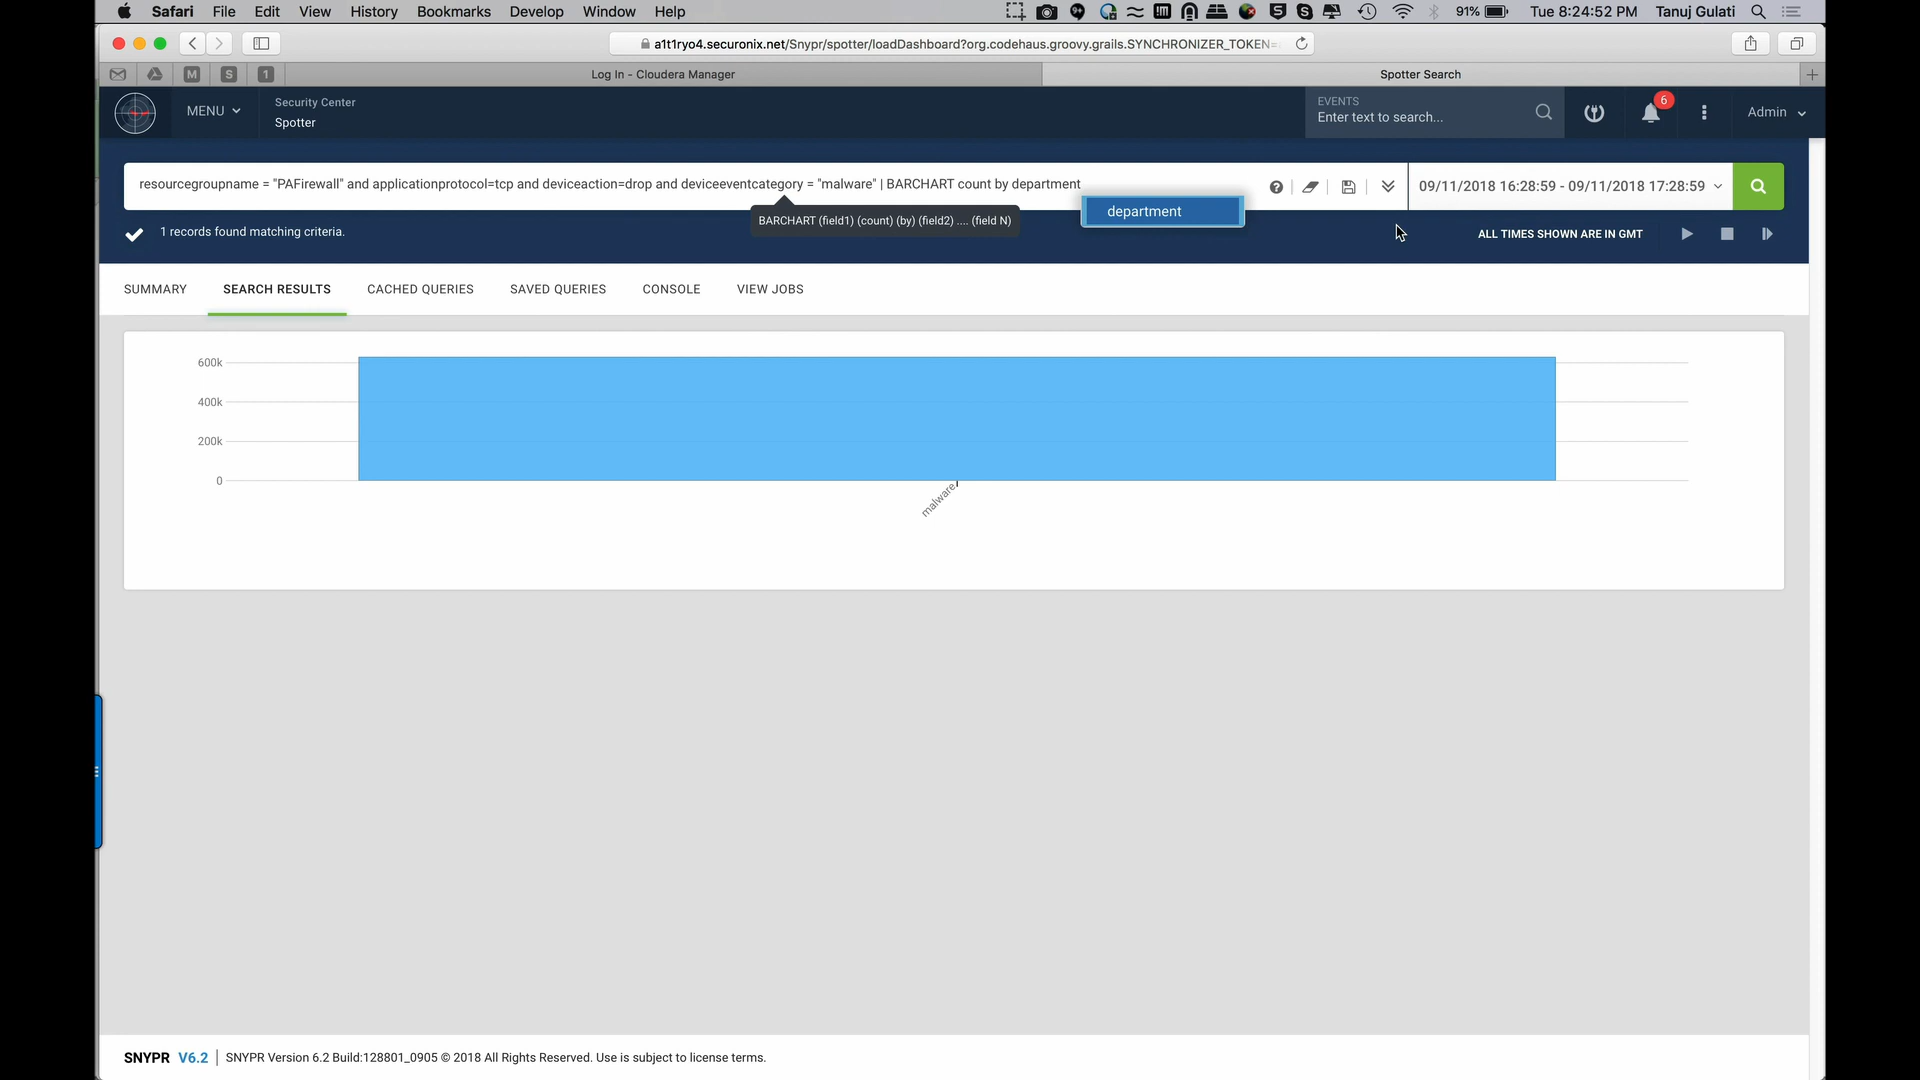 Safari File Edit View History Bookmarks Develop Window Help 91% Tue 8:24:52 PM Tanuj Gulati
a1t1ryo4.securonix.net/Snypr/spotter/loadDashboard?org.codehaus.groovy.grails.SYNCHRONIZER_TOKEN=
M S 1 Log In - Cloudera Manager Spotter Search
MENU
Security Center
Spotter
EVENTS
Enter text to search...
6
Admin
resourcegroupname = "PAFirewall" and applicationprotocol=tcp and deviceaction=drop and deviceeventcategory = "malware" | BARCHART count by department
09/11/2018 16:28:59 - 09/11/2018 17:28:59
department
BARCHART (field1) (count) (by) (field2) .... (field N)
1 records found matching criteria.
ALL TIMES SHOWN ARE IN GMT
SUMMARY SEARCH RESULTS CACHED QUERIES SAVED QUERIES CONSOLE VIEW JOBS
600k
400k
200k
0
malware
SNYPR V6.2 | SNYPR Version 6.2 Build:128801_0905 © 2018 All Rights Reserved. Use is subject to license terms.